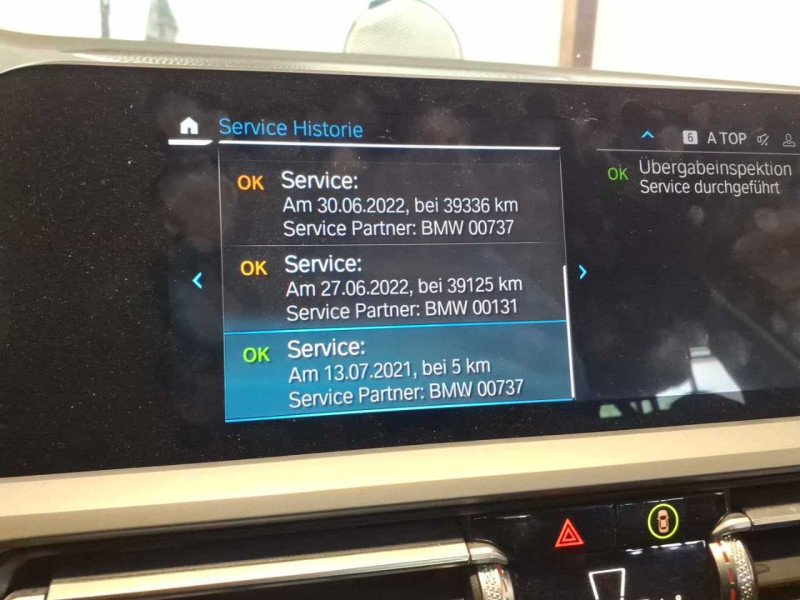 Service Historie
6 A TOP
OK Service:
Am 30.06.2022, bei 39336 km
Service Partner: BMW 00737
OK Service:
Am 27.06.2022, bei 39125 km
Service Partner: BMW 00131
OK Service:
Am 13.07.2021, bei 5 km
Service Partner: BMW 00737
OK Übergabeinspektion
Service durchgeführt